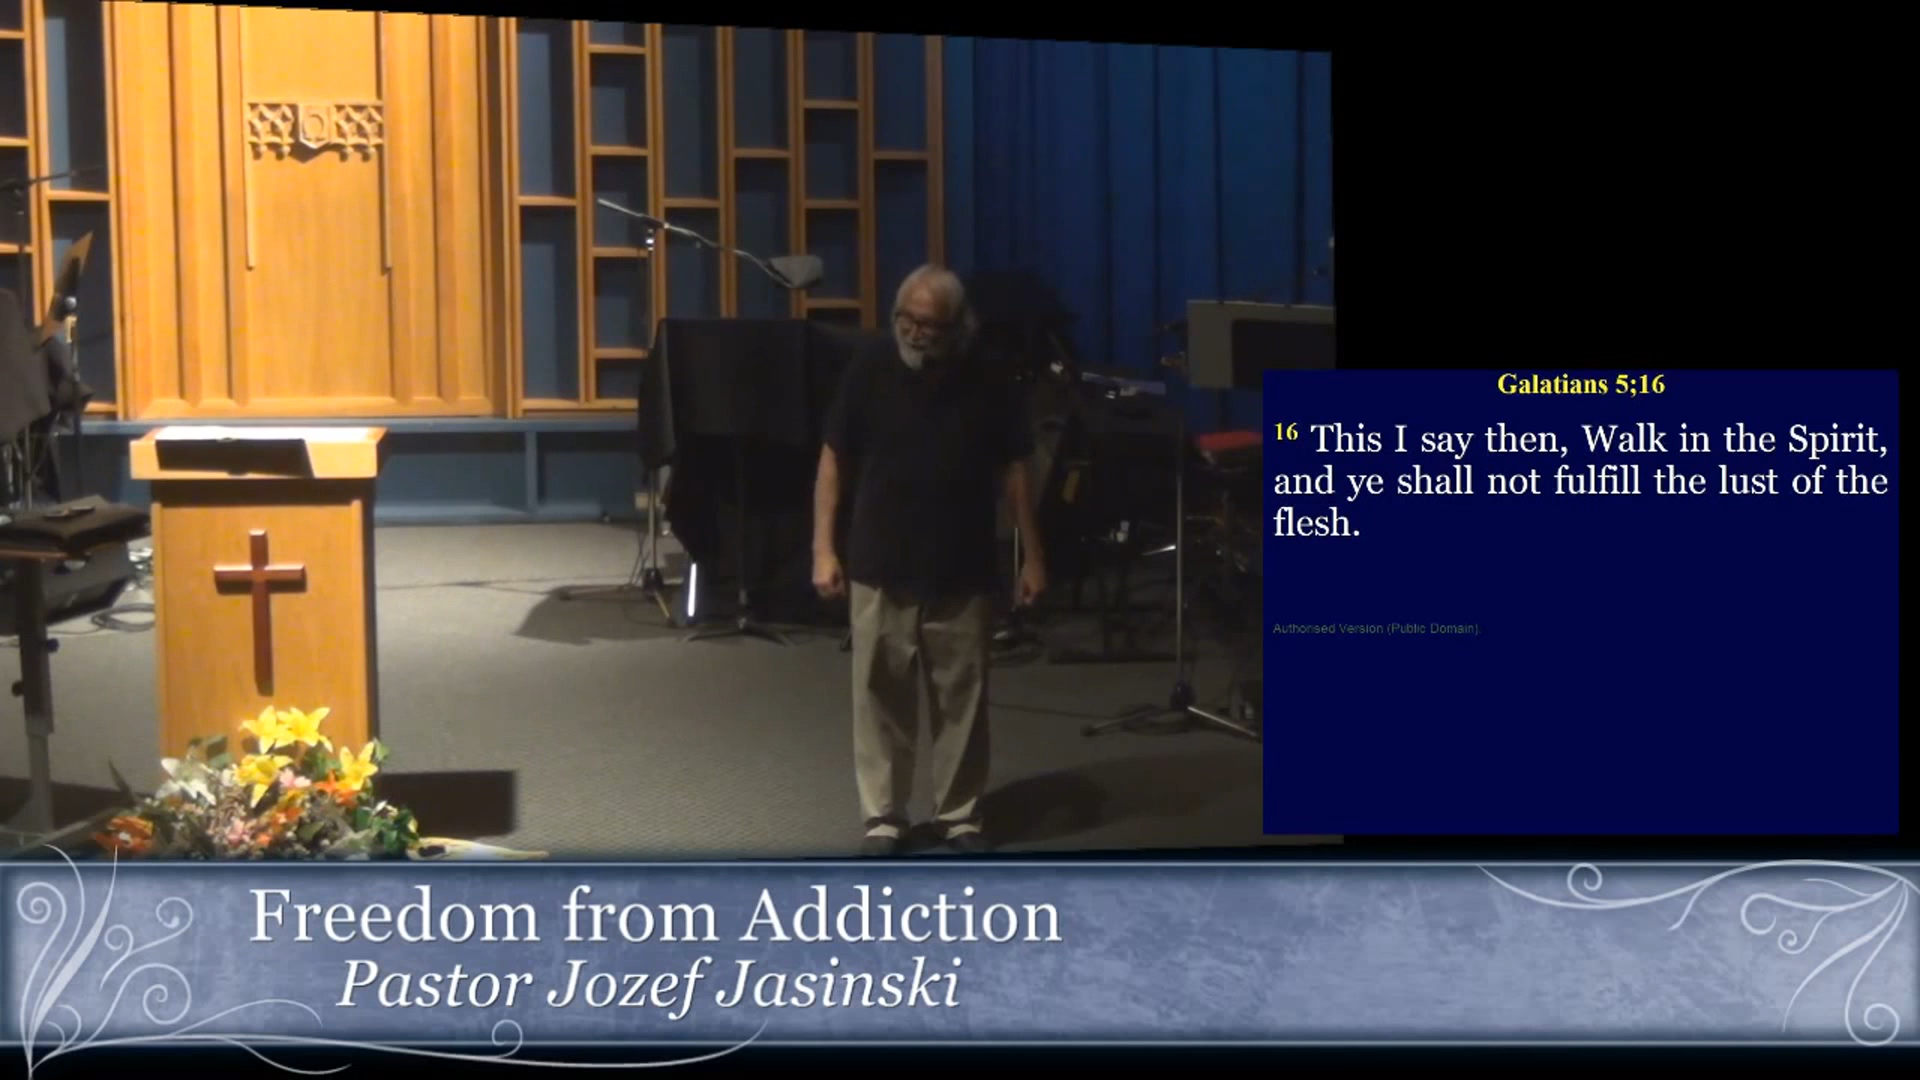 Galatians 5;16
16 This I say then, Walk in the Spirit,
and ye shall not fulfill the lust of the
flesh.
Authorised Version (Public Domain).
Freedom from Addiction
Pastor Jozef Jasinski